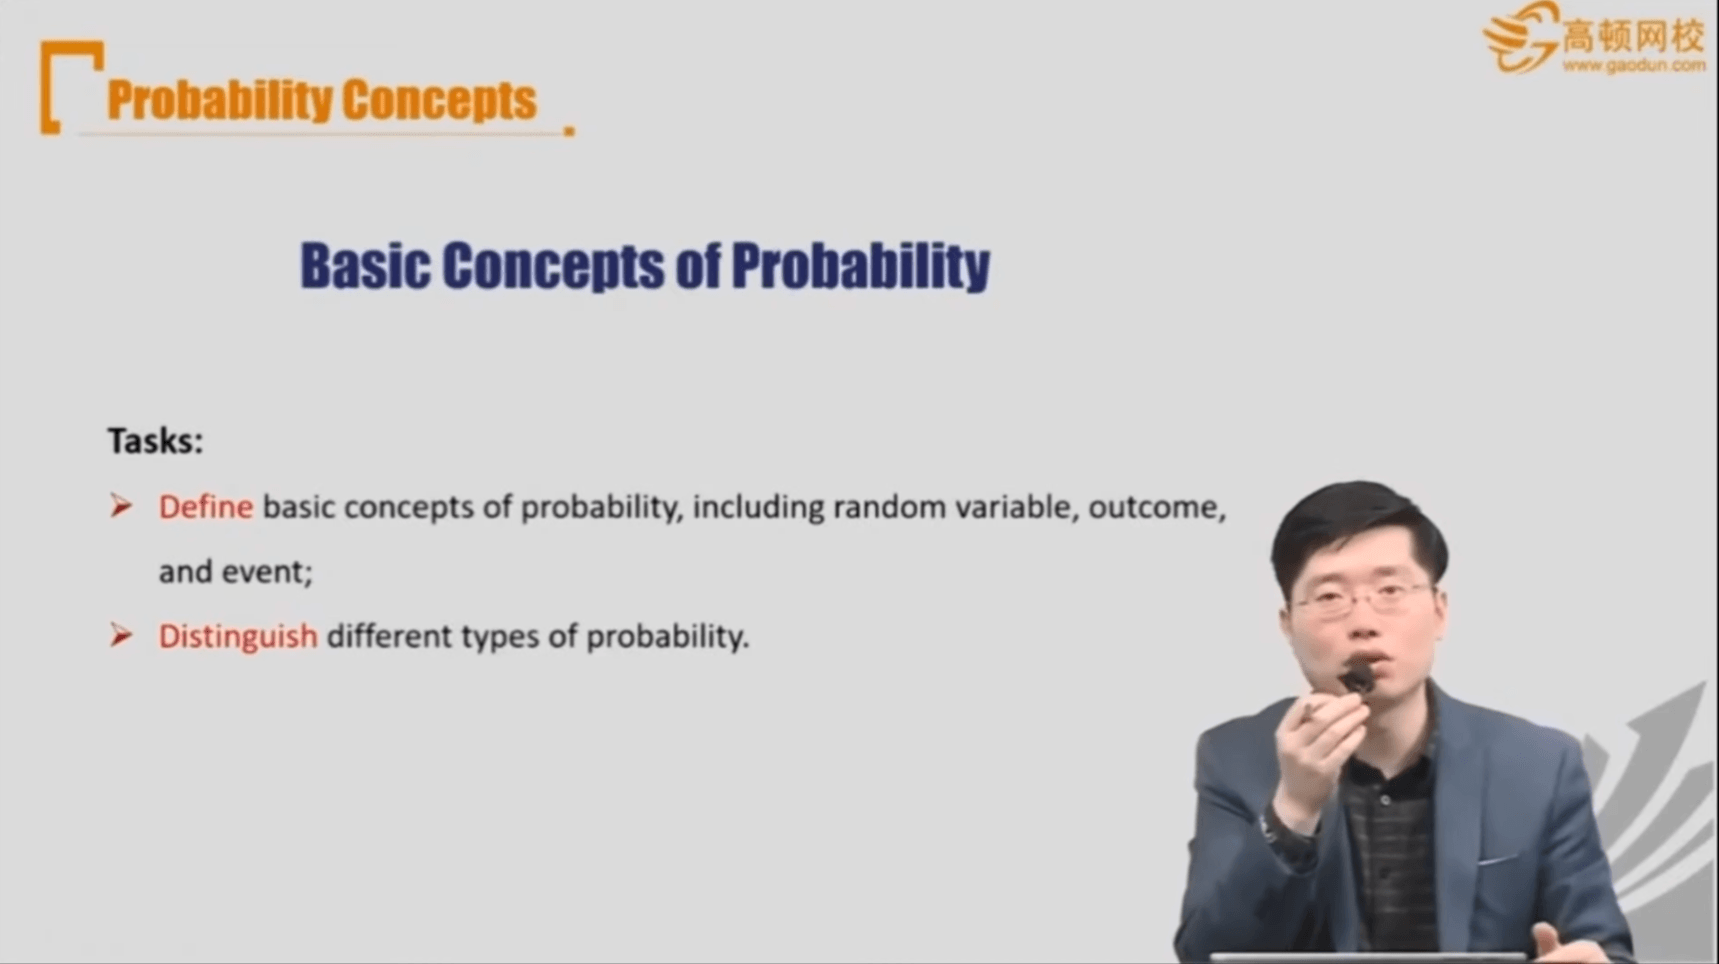 高顿网校
www.gaodun.com
Probability Concepts
Basic Concepts of Probability
Tasks:
Define basic concepts of probability, including random variable, outcome,
and event;
Distinguish different types of probability.